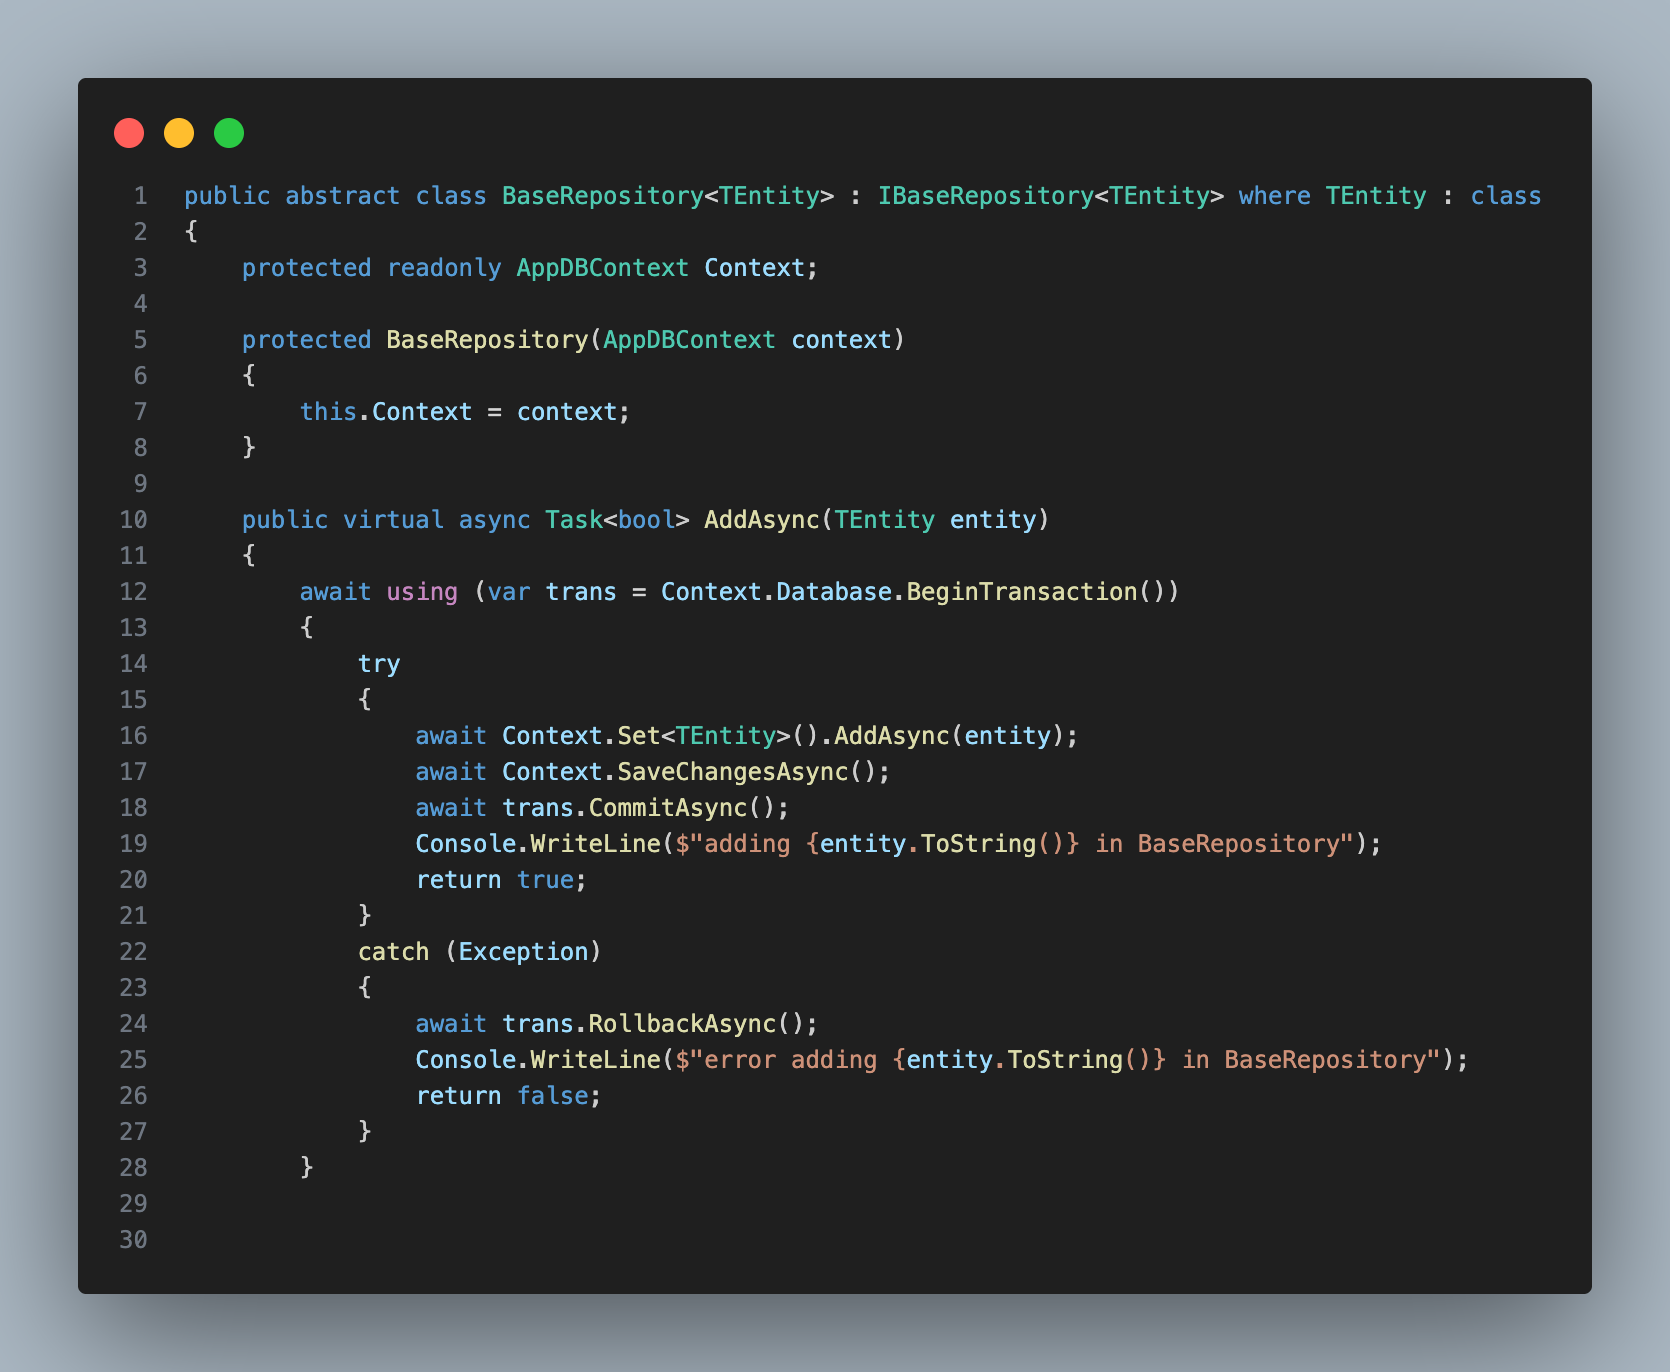 1 public abstract class BaseRepository<TEntity> : IBaseRepository<TEntity> where TEntity : class
2 {
3     protected readonly AppDBContext Context;
4
5     protected BaseRepository(AppDBContext context)
6     {
7         this.Context = context;
8     }
9
10     public virtual async Task<bool> AddAsync(TEntity entity)
11     {
12         await using (var trans = Context.Database.BeginTransaction())
13         {
14             try
15             {
16                 await Context.Set<TEntity>().AddAsync(entity);
17                 await Context.SaveChangesAsync();
18                 await trans.CommitAsync();
19                 Console.WriteLine($"adding {entity.ToString()} in BaseRepository");
20                 return true;
21             }
22             catch (Exception)
23             {
24                 await trans.RollbackAsync();
25                 Console.WriteLine($"error adding {entity.ToString()} in BaseRepository");
26                 return false;
27             }
28         }
29
30